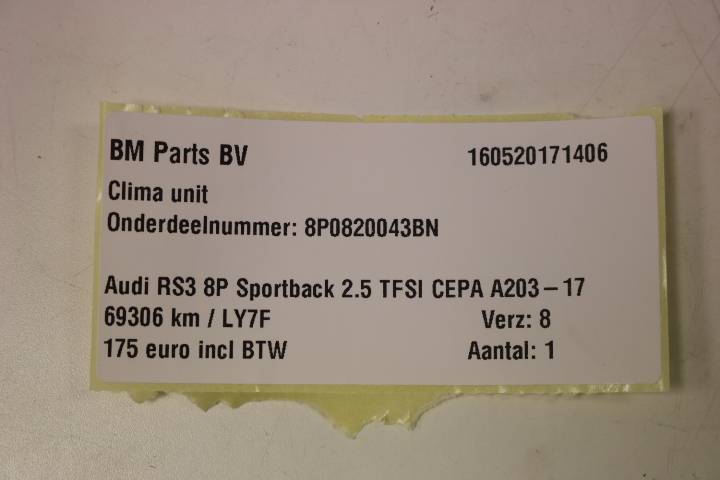 BM Parts BV 160520171406
Clima unit
Onderdeelnummer: 8P0820043BN
Audi RS3 8P Sportback 2.5 TFSI CEPA A203-17
69306 km / LY7F Verz: 8
175 euro incl BTW Aantal: 1